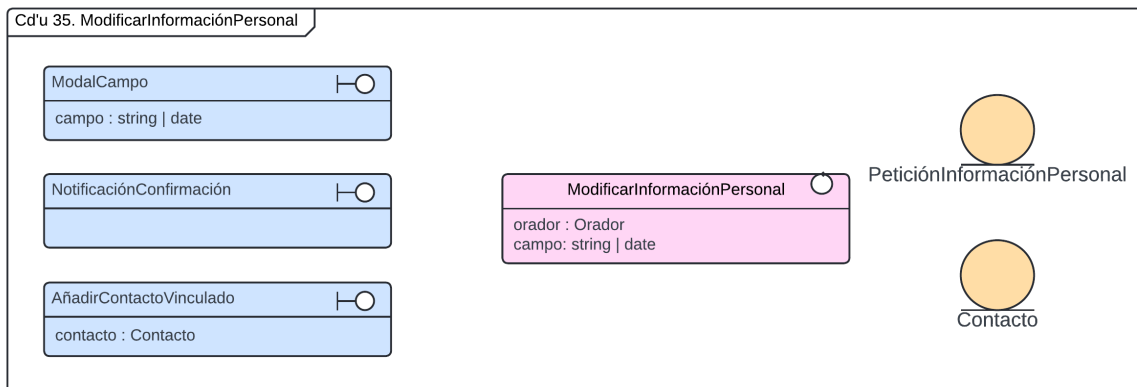 Cd'u 35. ModificarInformaciónPersonal
ModalCampo
campo : string | date
NotificaciónConfirmación
AñadirContactoVinculado
contacto : Contacto
ModificarInformaciónPersonal
orador : Orador
campo: string | date
PeticiónInformaciónPersonal
Contacto